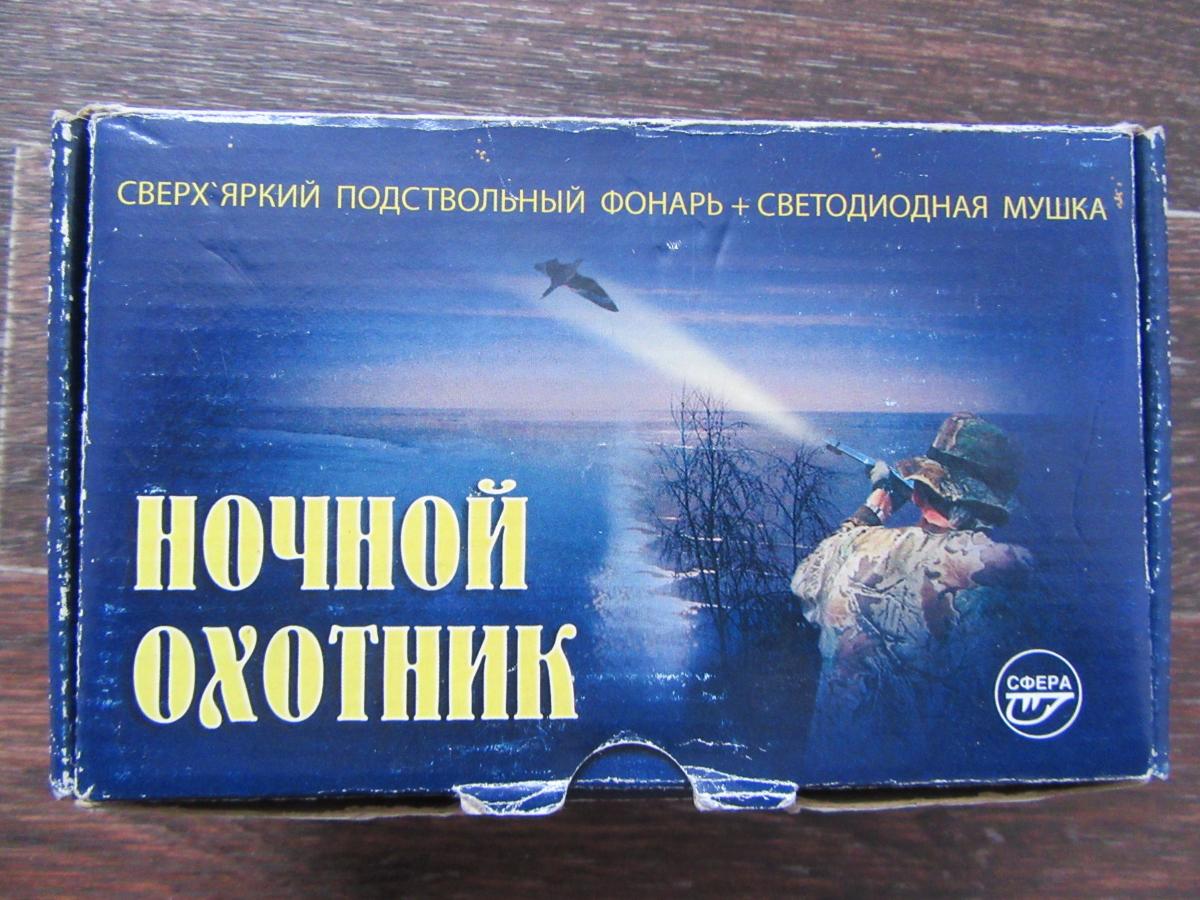 СВЕРХ`ЯРКИЙ ПОДСТВОЛЬНЫЙ ФОНАРЬ + СВЕТОДИОДНАЯ МУШКА
НОЧНОЙ
ОХОТНИК
СФЕРА